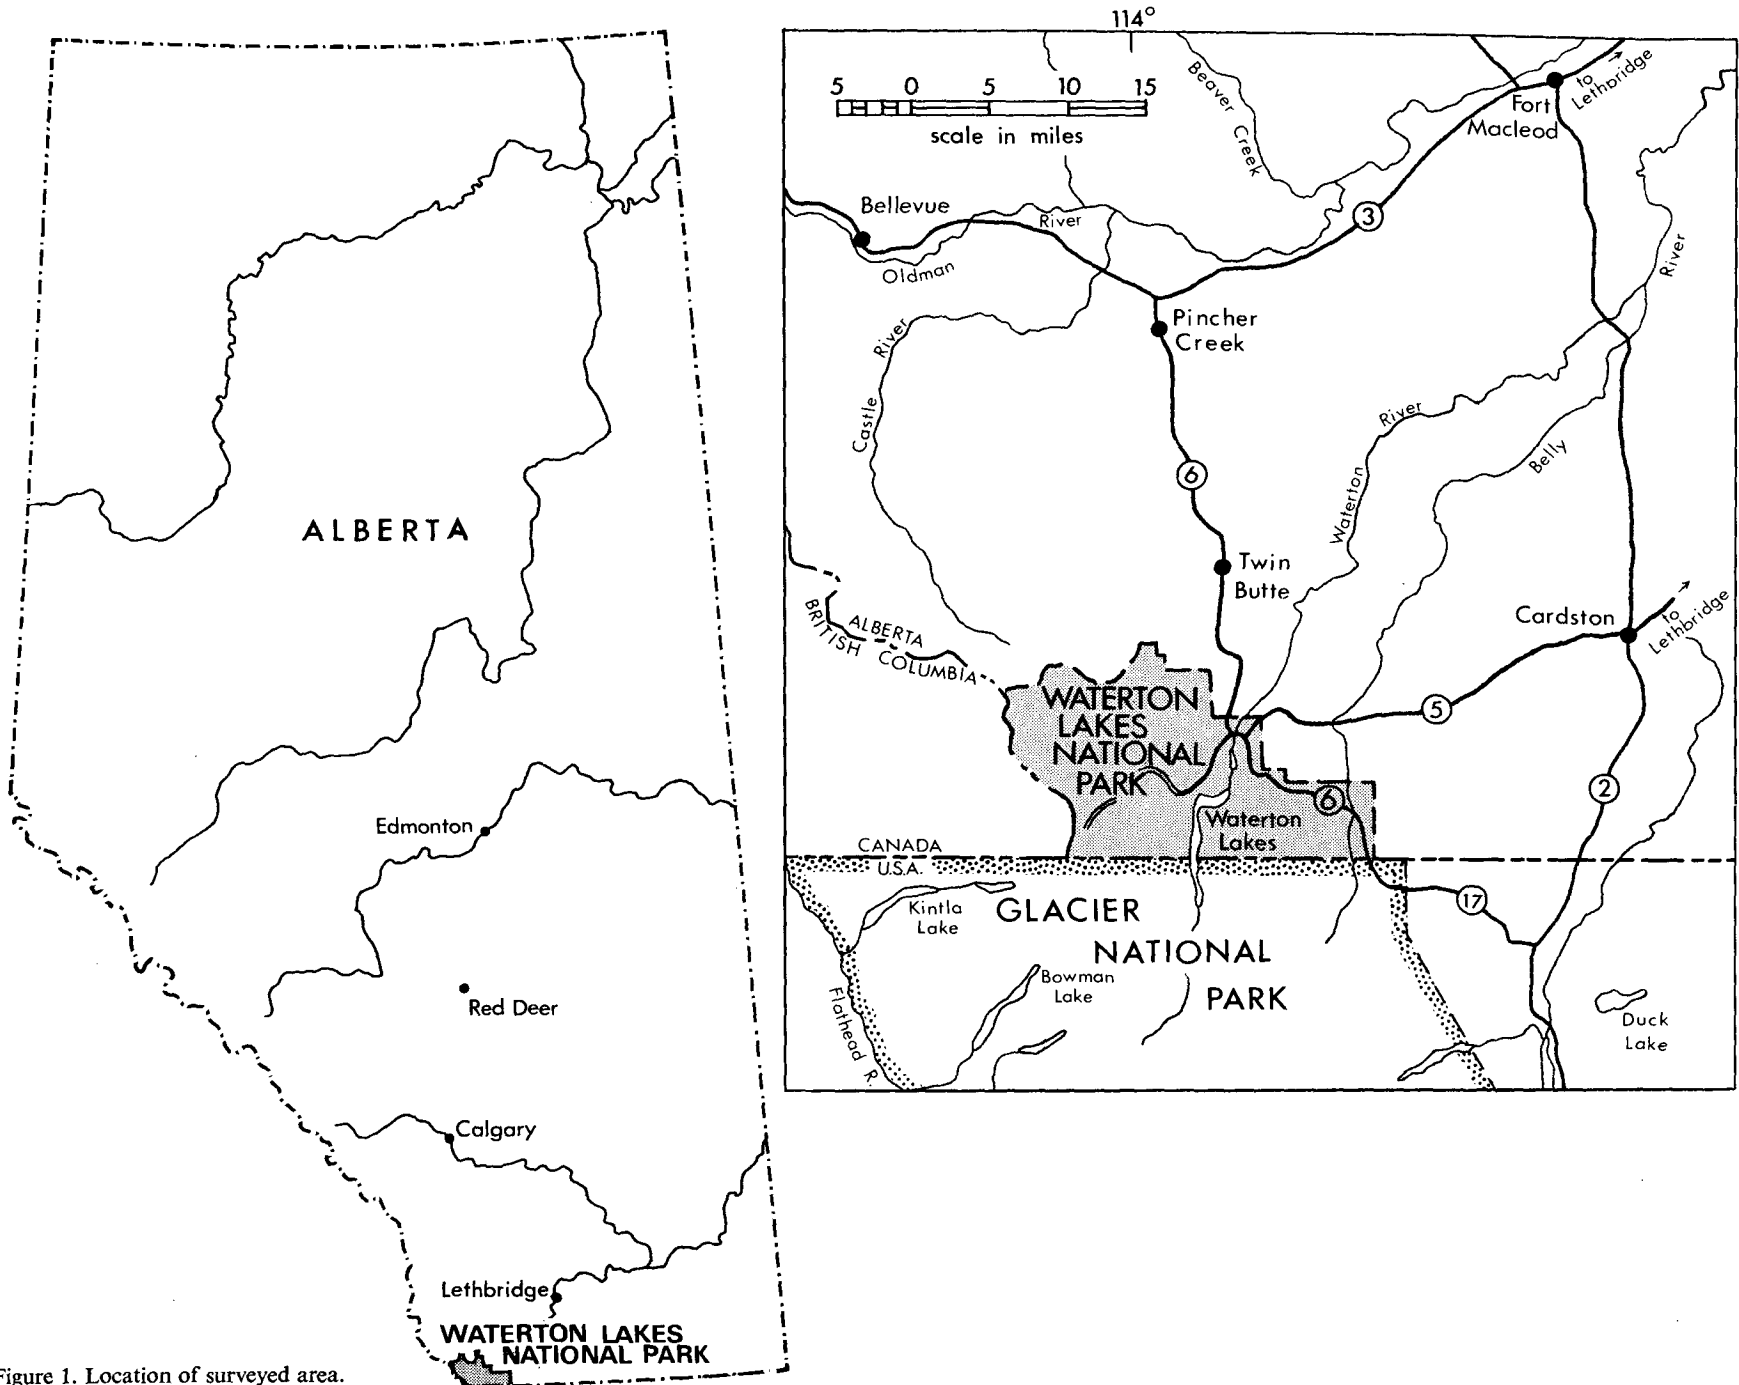 ALBERTA
Edmonton
Red Deer
Calgary
Lethbridge
WATERTON LAKES
NATIONAL PARK
Figure 1. Location of surveyed area.
114°
5 0 5 10 15
scale in miles
Beaver Creek
to
Lethbridge
Fort
Macleod
Bellevue
River
3
Oldman
River
Pincher
Creek
River
Castle
River
Belly
6
Waterton
Twin
Butte
Cardston
to
Lethbridge
ALBERTA
BRITISH COLUMBIA
WATERTON
LAKES
NATIONAL
PARK
5
2
6
Waterton
Lakes
CANADA
U.S.A.
Kintla
Lake
GLACIER
NATIONAL
PARK
17
Bowman
Lake
Flathead R.
Duck
Lake